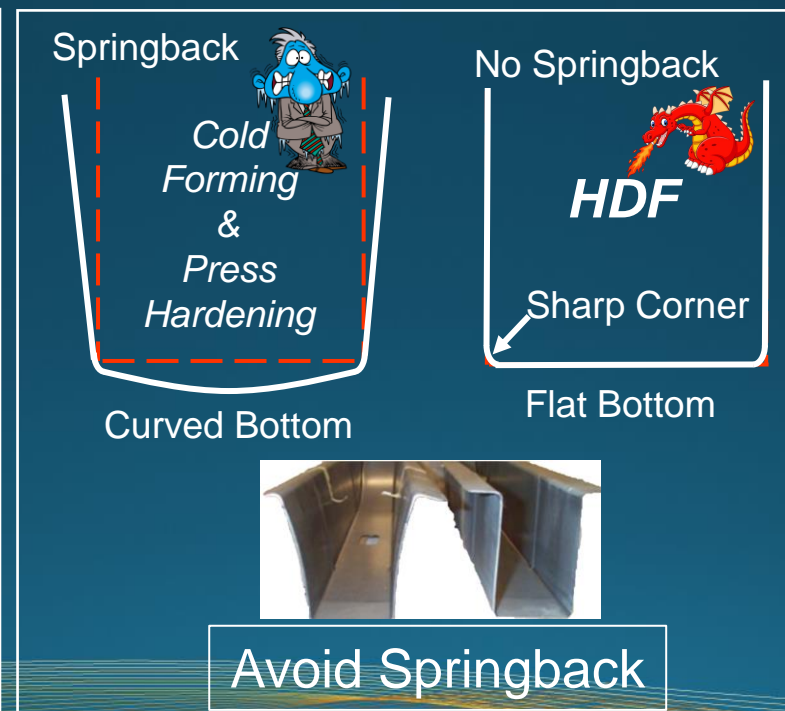 Springback
Cold
Forming
&
Press
Hardening
Curved Bottom
No Springback
HDF
Sharp Corner
Flat Bottom
Avoid Springback